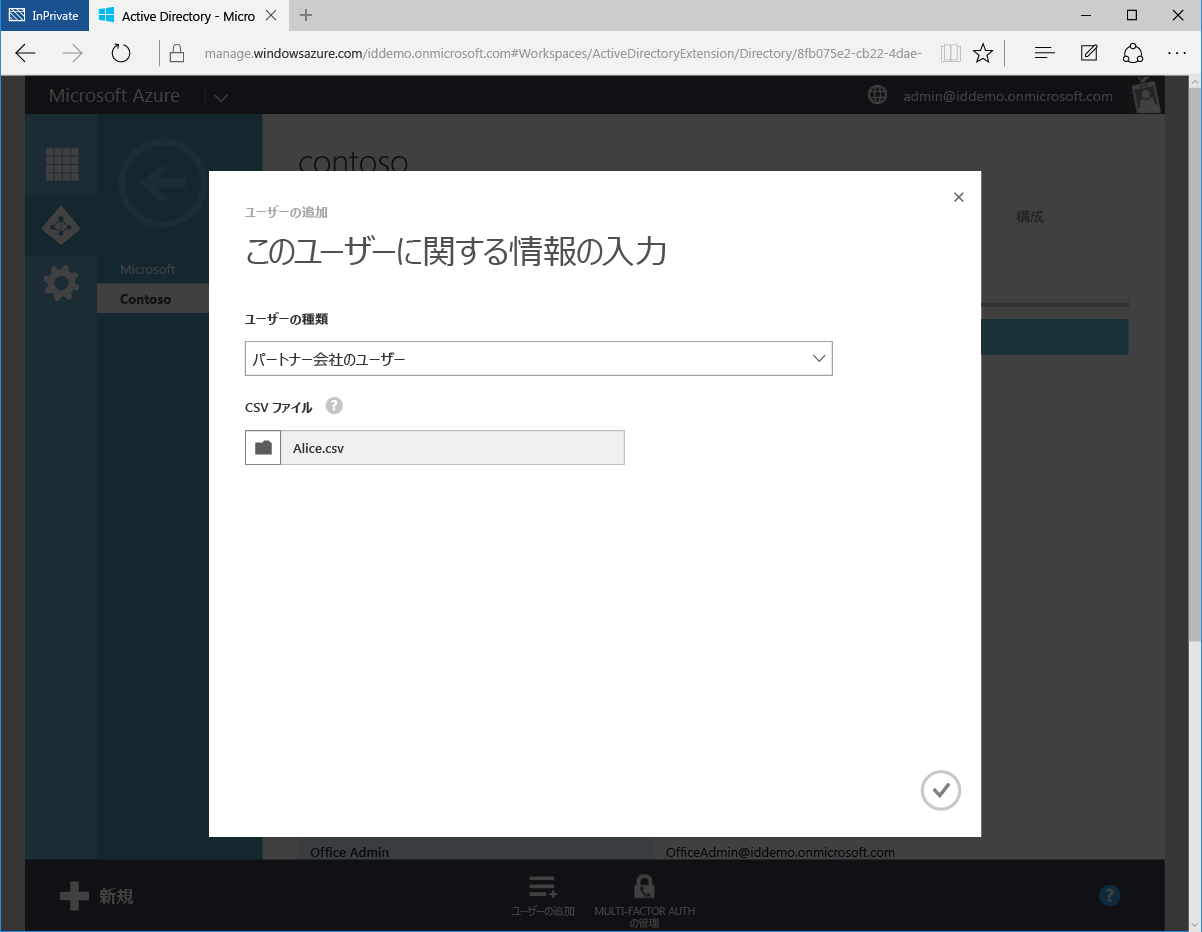 InPrivate
Active Directory - Micro
manage.windowsazure.com/iddemo.onmicrosoft.com#Workspaces/ActiveDirectoryExtension/Directory/8fb075e2-cb22-4dae-
Microsoft Azure
admin@iddemo.onmicrosoft.com
contoso
ユーザーの追加
構成
このユーザーに関する情報の入力
Microsoft
Contoso
ユーザーの種類
パートナー会社のユーザー
CSV ファイル
?
Alice.csv
Office Admin
OfficeAdmin@iddemo.onmicrosoft.com
新規
ユーザーの追加
MULTI-FACTOR AUTH
の管理
?